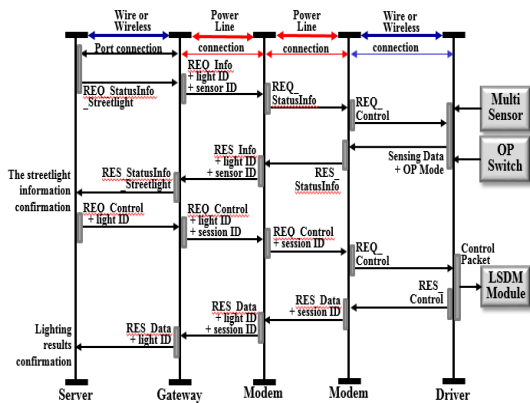 Wire or
Wireless
Power
Line
Power
Line
Wire or
Wireless
Port connection
connection
connection
connection
REQ_Info
+ light ID
+ sensor ID
REQ_StatusInfo
_Streetlight
REQ_
StatusInfo
REQ_
Control
Multi
Sensor
OP
Switch
Sensing Data
+ OP Mode
RES_Info
+ light ID
+ sensor ID
RES_
StatusInfo
RES_StatusInfo
_Streetlight
The streetlight
information
confirmation
REQ_Control
+ light ID
REQ_Control
+ light ID
+ session ID
REQ_Control
+ session ID
REQ_
Control
Control
Packet
LSDM
Module
RES_
Control
RES_Data
+ session ID
RES_Data
+ light ID
+ session ID
RES_Data
+ light ID
Lighting
results
confirmation
Server
Gateway
Modem
Modem
Driver